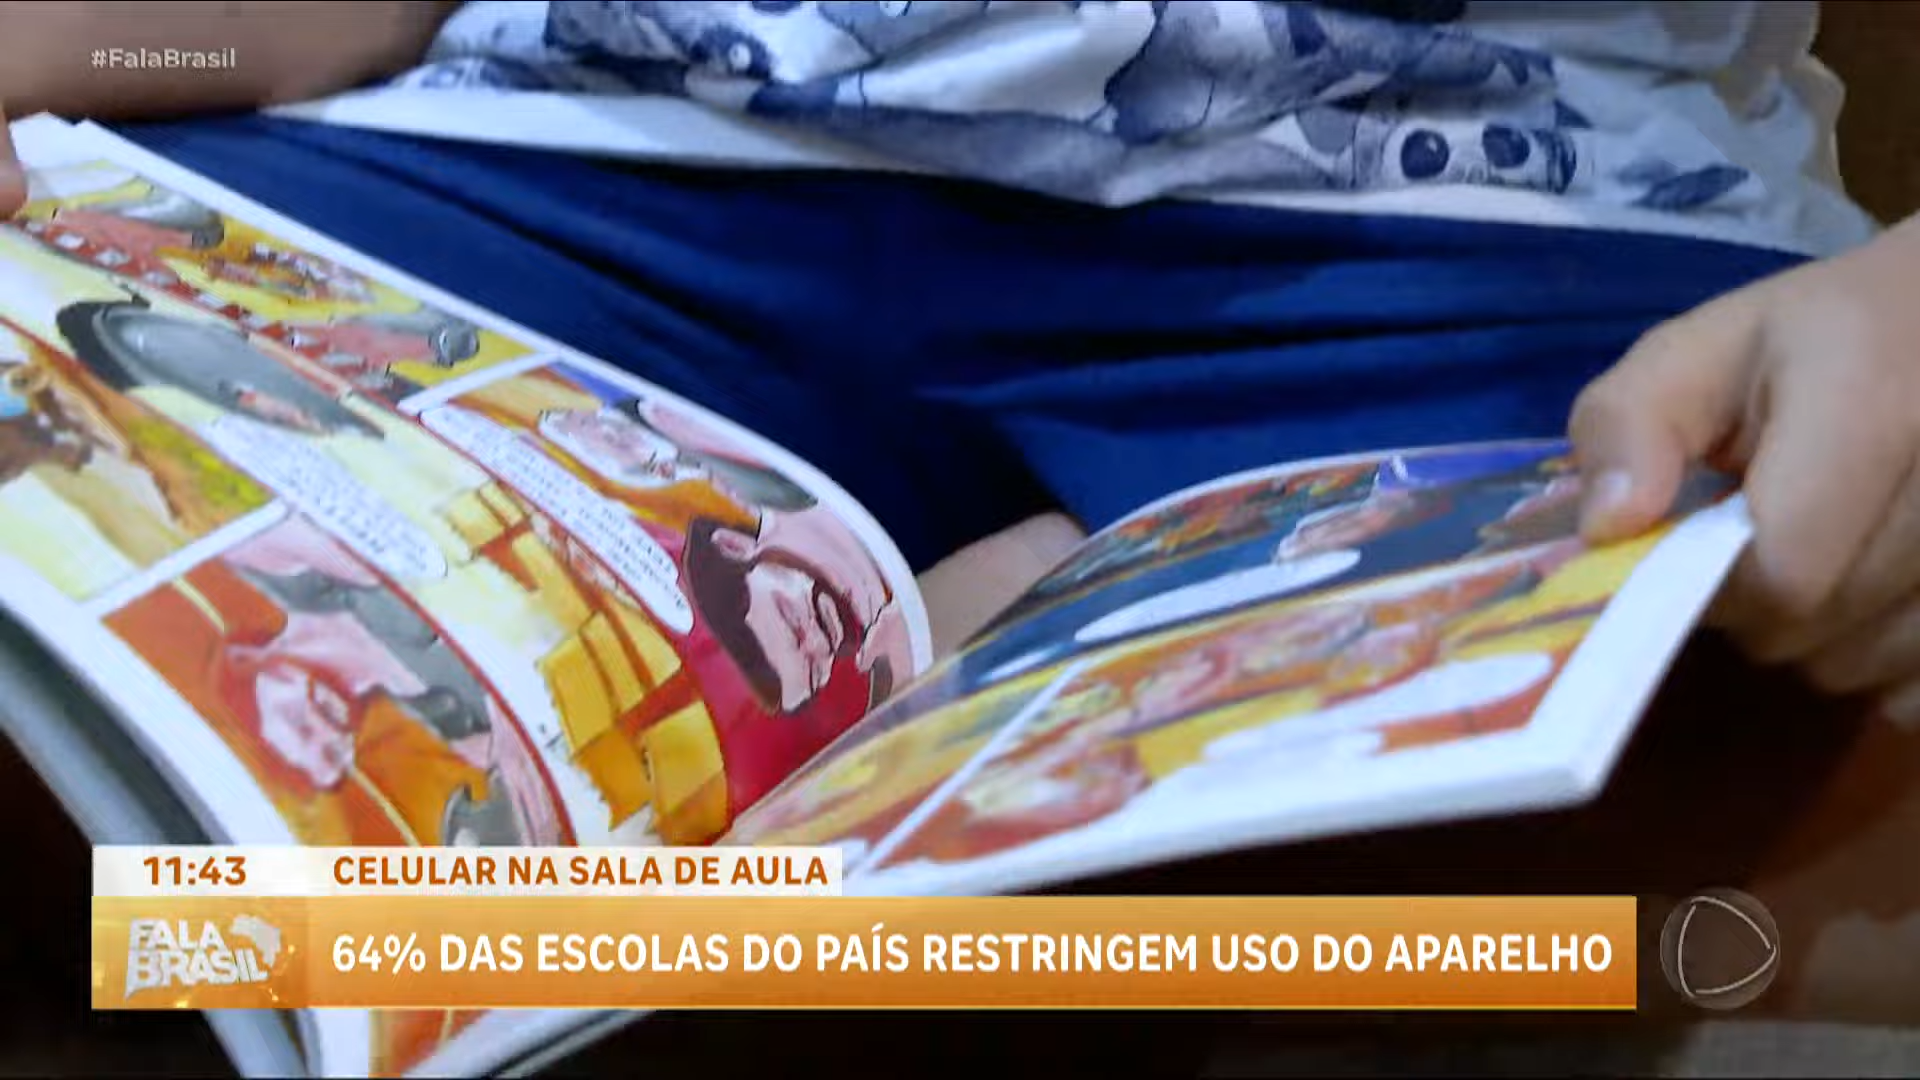 #FalaBrasil
11:43
CELULAR NA SALA DE AULA
FALA
BRASIL
64% DAS ESCOLAS DO PAÍS RESTRINGEM USO DO APARELHO